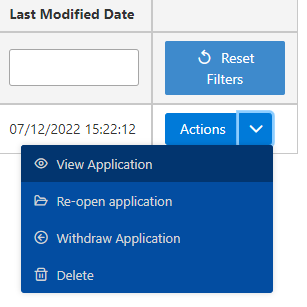 Last Modified Date
Reset
Filters
07/12/2022 15:22:12
Actions
View Application
Re-open application
Withdraw Application
Delete